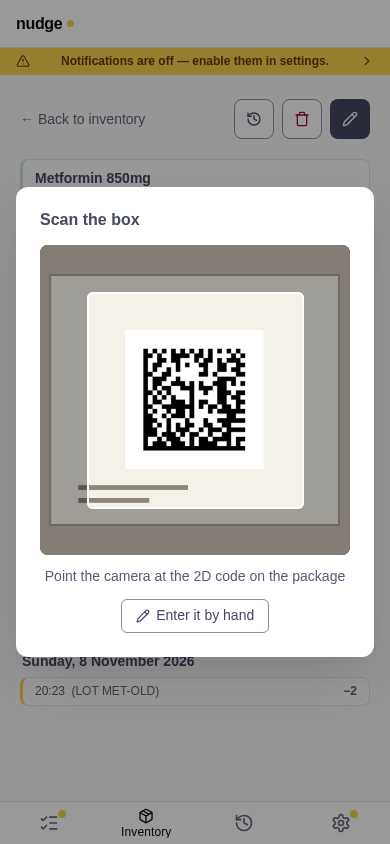 nudge
Notifications are off — enable them in settings.
← Back to inventory
Metformin 850mg
Scan the box
Point the camera at the 2D code on the package
Enter it by hand
Sunday, 8 November 2026
20:23 (LOT MET-OLD) −2
Inventory